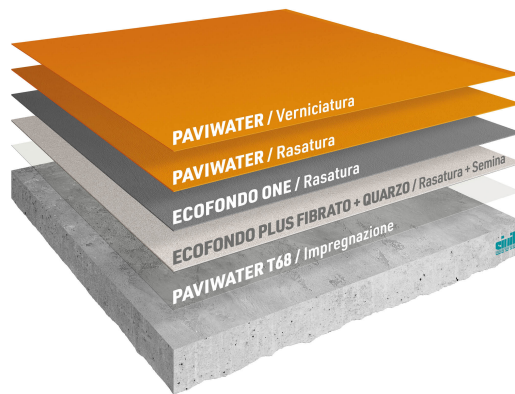 PAVIWATER / Verniciatura
PAVIWATER / Rasatura
ECOFONDO ONE / Rasatura
ECOFONDO PLUS FIBRATO + QUARZO / Rasatura + Semina
PAVIWATER T68 / Impregnazione